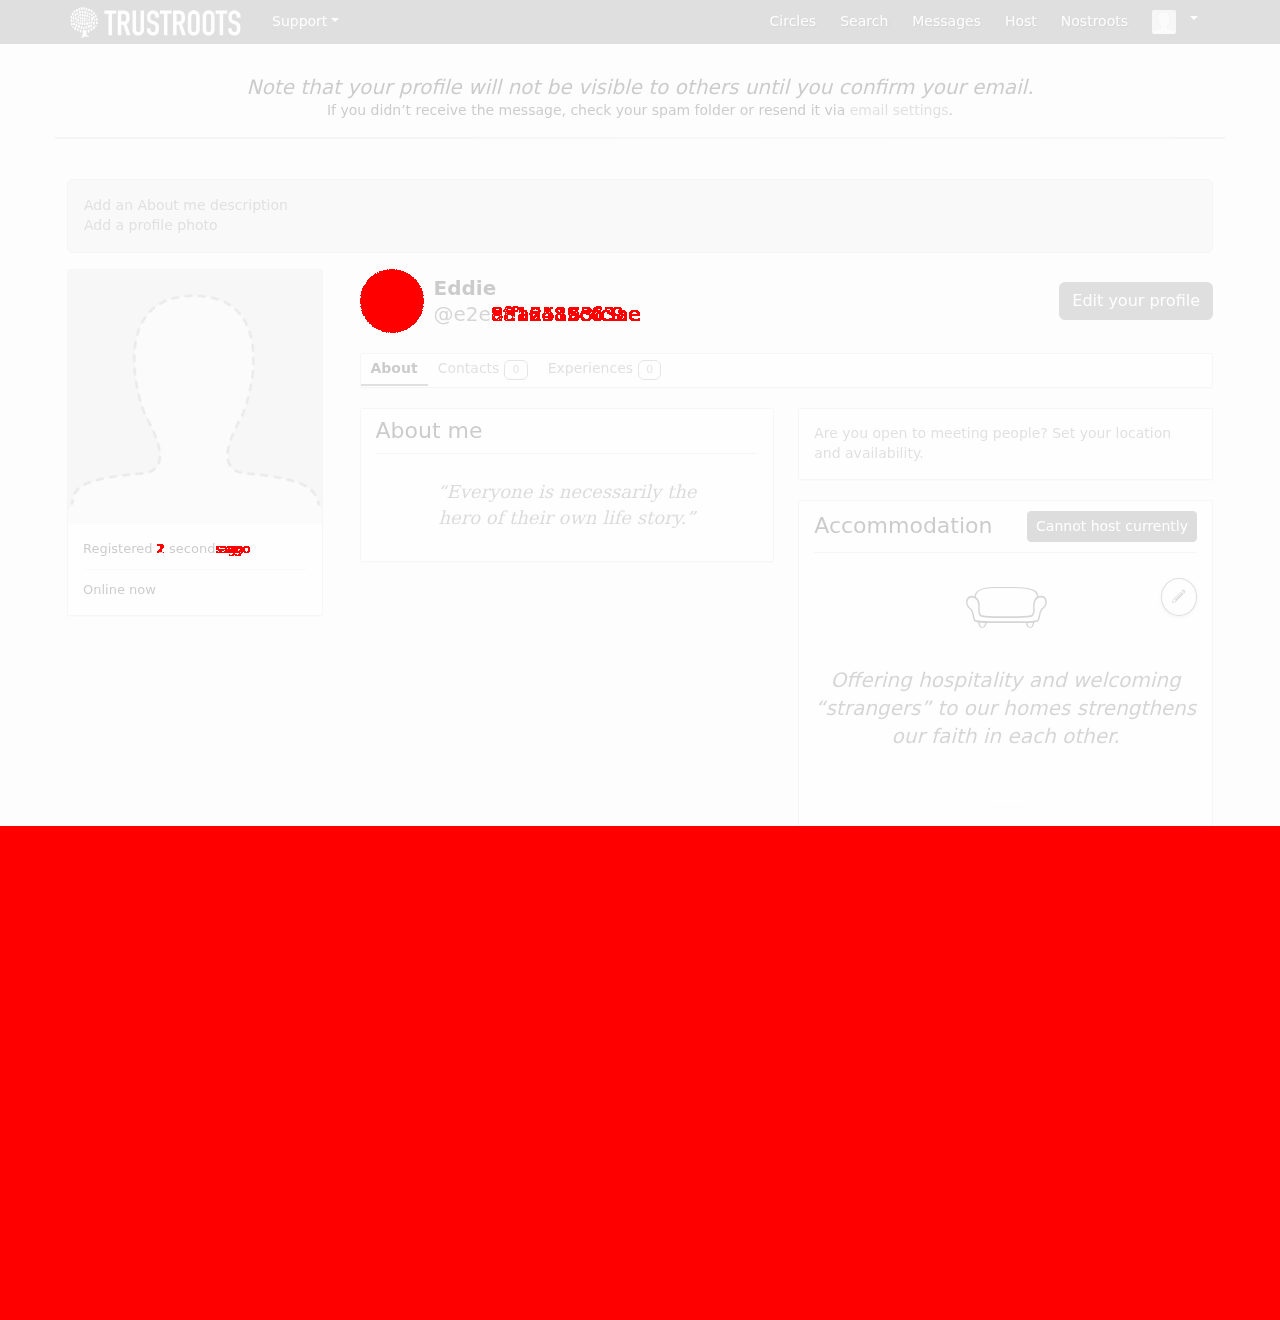 TRUSTROOTS Support Circles Search Messages Host Nostroots
Note that your profile will not be visible to others until you confirm your email.
If you didn’t receive the message, check your spam folder or resend it via email settings.
Add an About me description
Add a profile photo
Eddie
@e2e
Edit your profile
About Contacts 0 Experiences 0
About me
“Everyone is necessarily the
hero of their own life story.”
Registered second
Online now
Are you open to meeting people? Set your location
and availability.
Accommodation Cannot host currently
Offering hospitality and welcoming
“strangers” to our homes strengthens
our faith in each other.